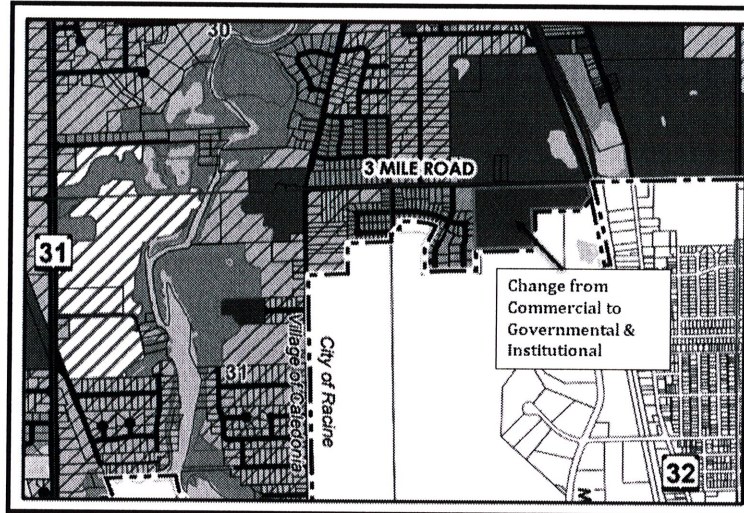 30
3 MILE ROAD
31
Change from
Commercial to
Governmental &
Institutional
City of Racine
Village of Caledonia
31
32
M